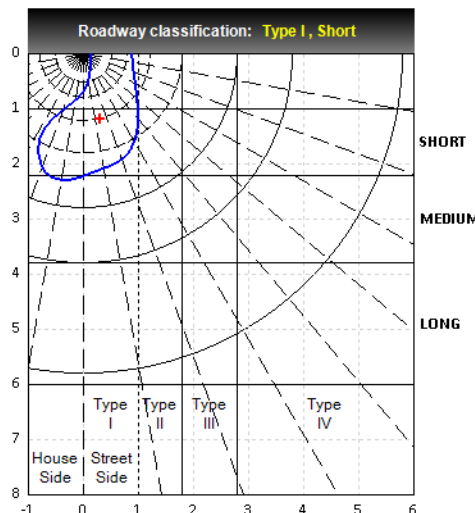 Roadway classification: Type I , Short
0
1
SHORT
2
MEDIUM
3
4
LONG
5
6
Type I
Type II
Type III
Type IV
7
House Side
Street Side
8
-1 0 1 2 3 4 5 6